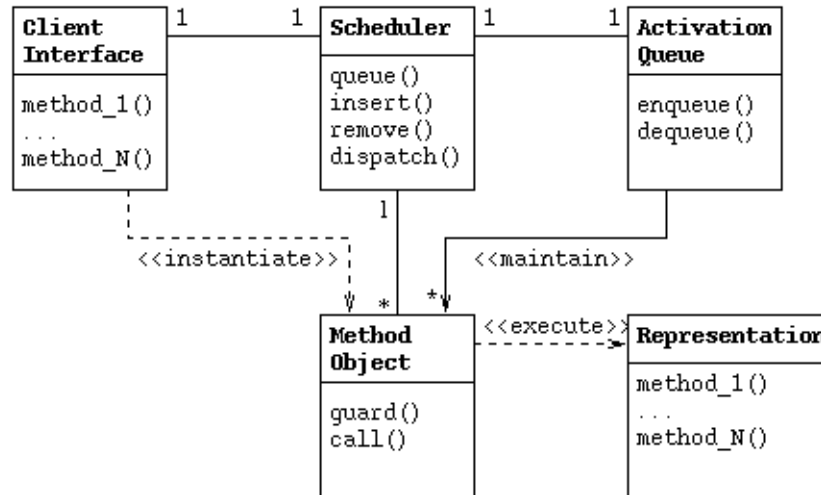 1 1 1 1
Client
Interface
method_1()
...
method_N()
Scheduler
queue()
insert()
remove()
dispatch()
Activation
Queue
enqueue()
dequeue()
1
<<instantiate>>
<<maintain>>
* *
<<execute>>
Method
Object
guard()
call()
Representation
method_1()
...
method_N()